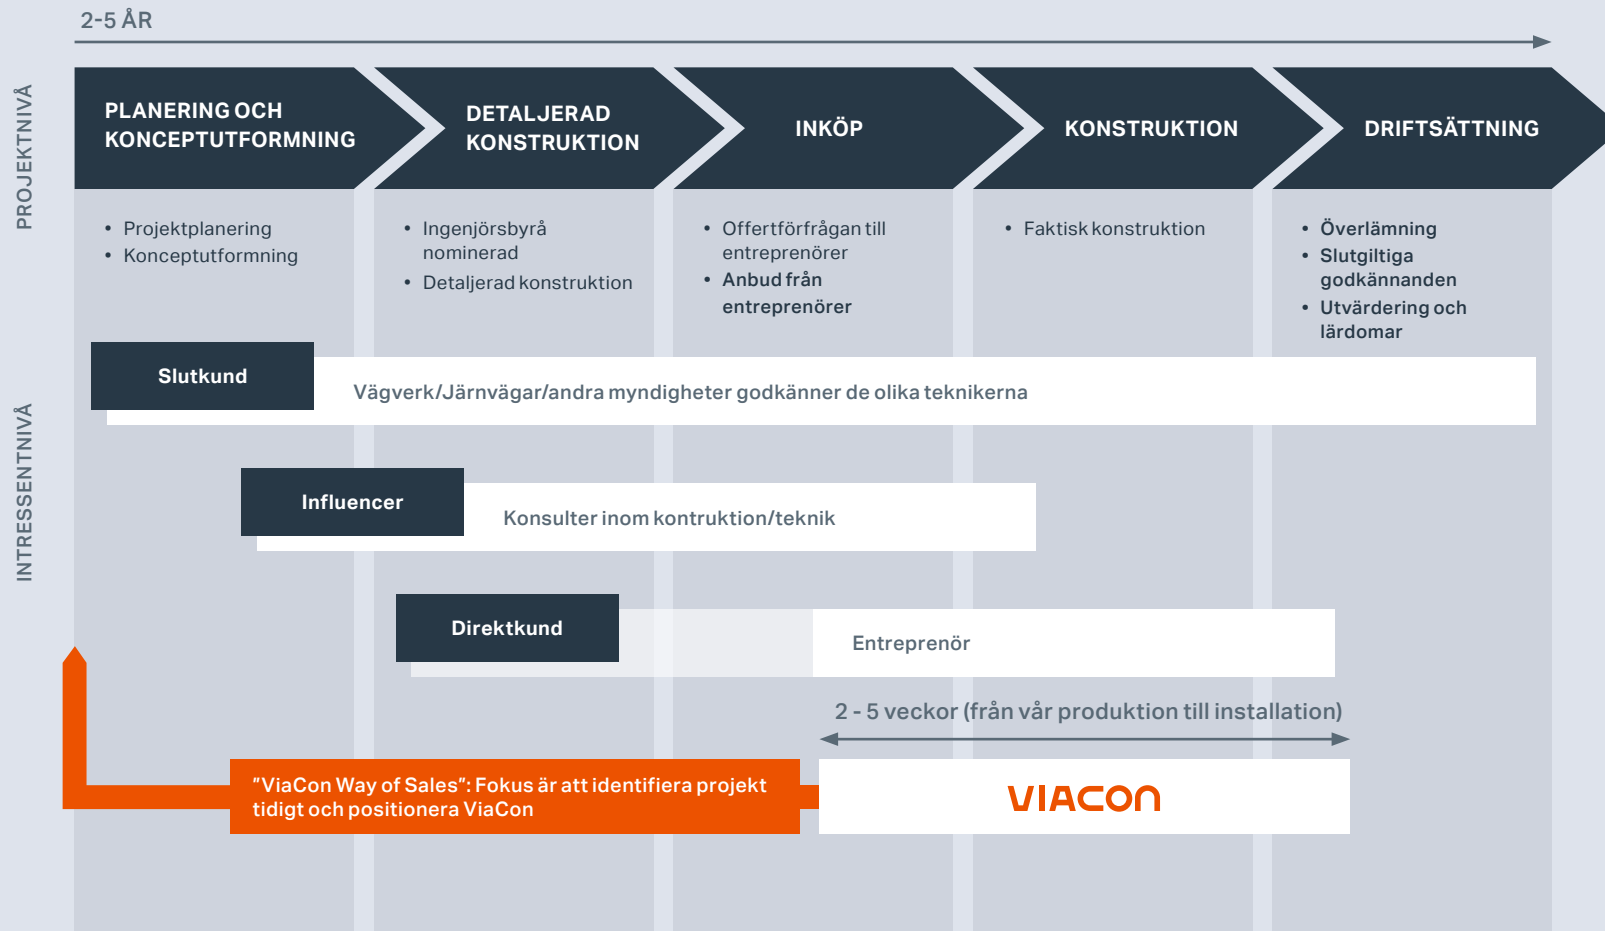 2-5 ÅR
PROJEKTNIVÅ
PLANERING OCH
KONCEPTUTFORMNING
DETALJERAD
KONSTRUKTION
INKÖP
KONSTRUKTION
DRIFTSÄTTNING
• Projektplanering
• Konceptutformning
• Ingenjörsbyrå
nominerad
• Detaljerad konstruktion
• Offertförfrågan till
entreprenörer
• Anbud från
entreprenörer
• Faktisk konstruktion
• Överlämning
• Slutgiltiga
godkännanden
• Utvärdering och
lärdomar
INTRESSENTNIVÅ
Slutkund
Vägverk/Järnvägar/andra myndigheter godkänner de olika teknikerna
Influencer
Konsulter inom kontruktion/teknik
Direktkund
Entreprenör
2 - 5 veckor (från vår produktion till installation)
”ViaCon Way of Sales”: Fokus är att identifiera projekt
tidigt och positionera ViaCon
VIACON